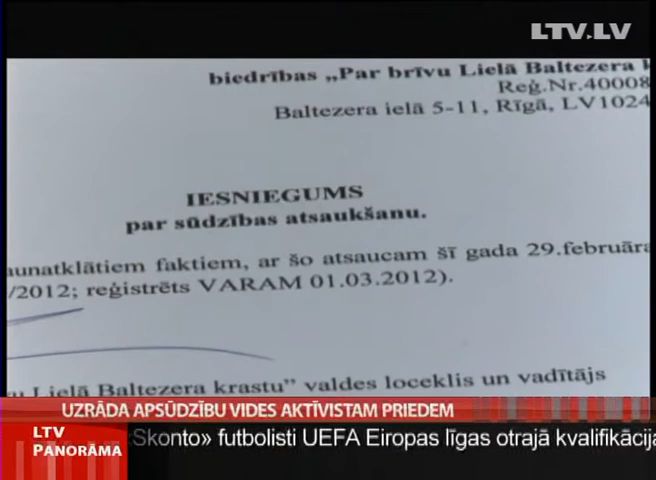 LTV.LV
biedrības „Par brīvu Lielā Baltezera
Reģ.Nr.40008
Baltezera ielā 5-11, Rīgā, LV1024
IESNIEGUMS
par sūdzības atsaukšanu.
aunatklātiem faktiem, ar šo atsaucam šī gada 29.februāra
/2012; reģistrēts VARAM 01.03.2012).
u Lielā Baltezera krastu” valdes loceklis un vadītājs
UZRĀDA APSŪDZĪBU VIDES AKTĪVISTAM PRIEDEM
LTV
PANORĀMA
Skonto» futbolisti UEFA Eiropas līgas otrajā kvalifikācija